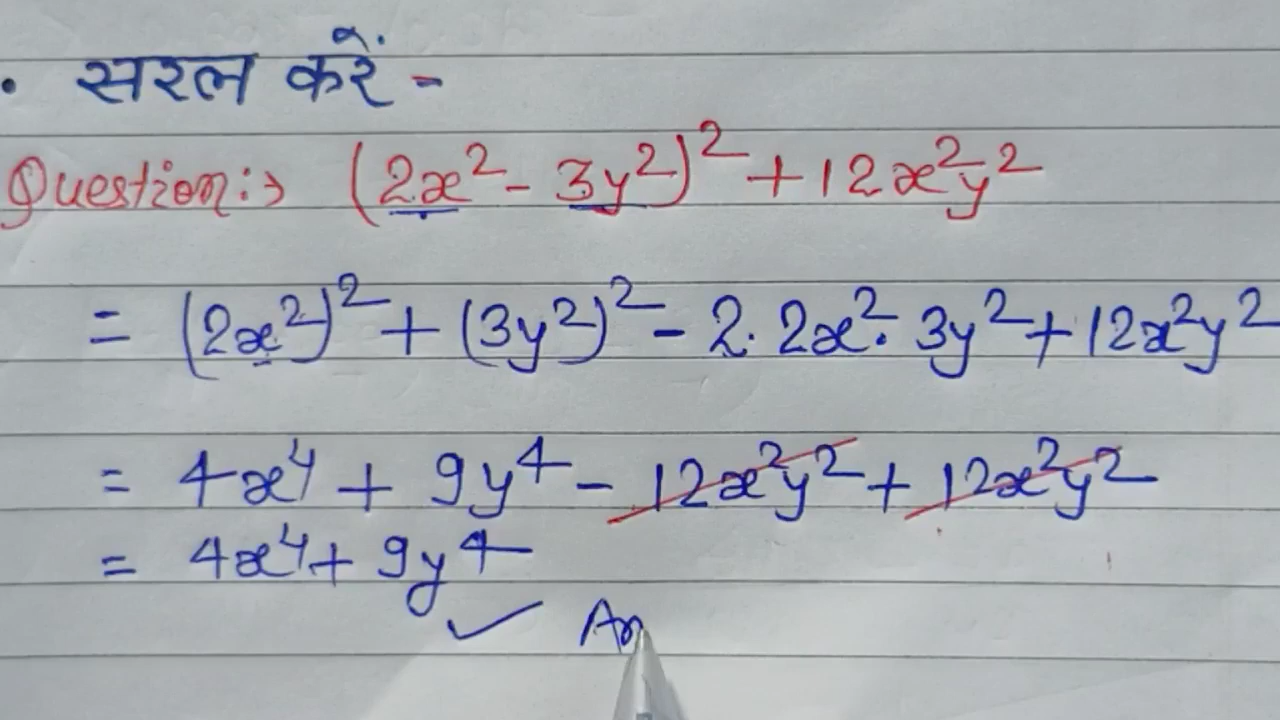 • सरल करें -
Question:→ (2x² - 3y²)² + 12x²y²
= (2x²)² + (3y²)² - 2. 2x². 3y² + 12x²y²
= 4x⁴ + 9y⁴ - 12x²y² + 12x²y²
= 4x⁴ + 9y⁴
✓ An